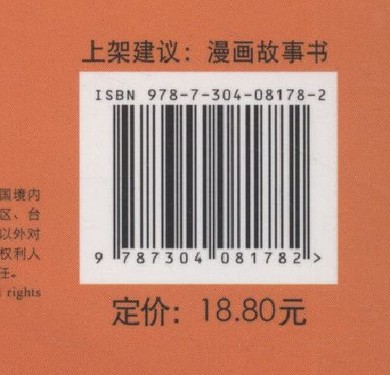 上架建议：漫画故事书
ISBN 978-7-304-08178-2
9 787304 081782 >
国境内
区、台
以外对
权利人
任。
l rights
定价：18.80元